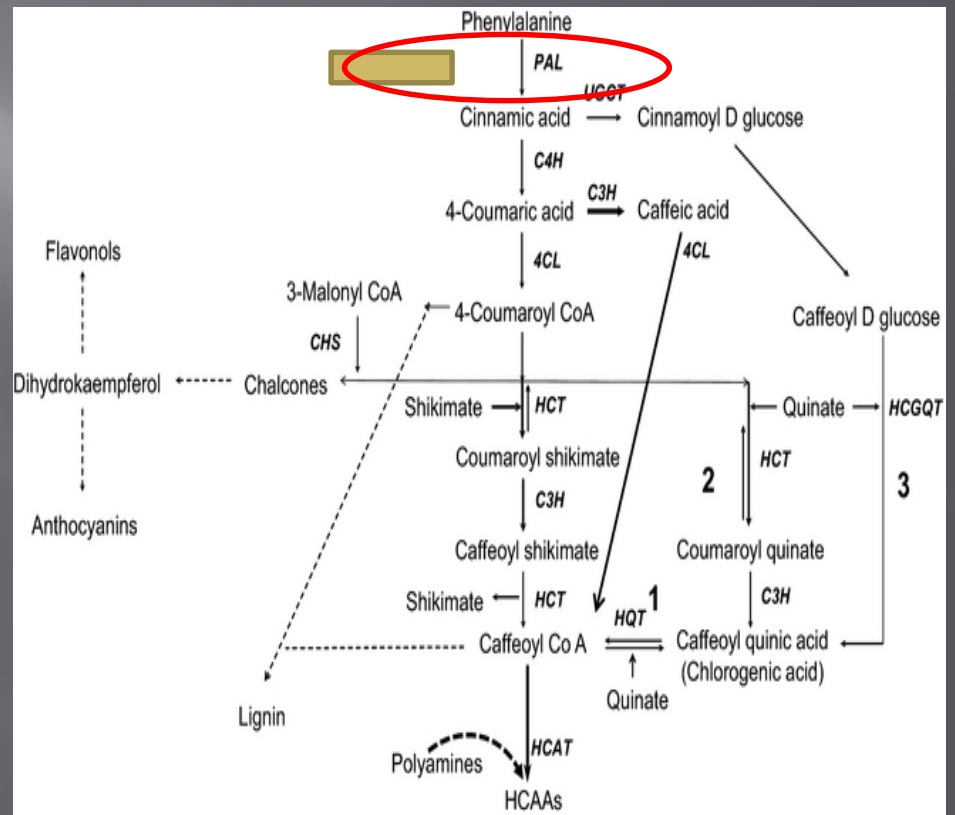 Phenylalanine
PAL
UGCT
Cinnamic acid
Cinnamoyl D glucose
C4H
C3H
4-Coumaric acid
Caffeic acid
Flavonols
4CL
4CL
3-Malonyl CoA
4-Coumaroyl CoA
Caffeoyl D glucose
CHS
Dihydrokaempferol
Chalcones
Shikimate
HCT
Quinate
HCGQT
Coumaroyl shikimate
HCT
2
3
C3H
Anthocyanins
Caffeoyl shikimate
Coumaroyl quinate
Shikimate
HCT
1
C3H
HQT
Caffeoyl Co A
Caffeoyl quinic acid
(Chlorogenic acid)
Quinate
Lignin
HCAT
Polyamines
HCAAs